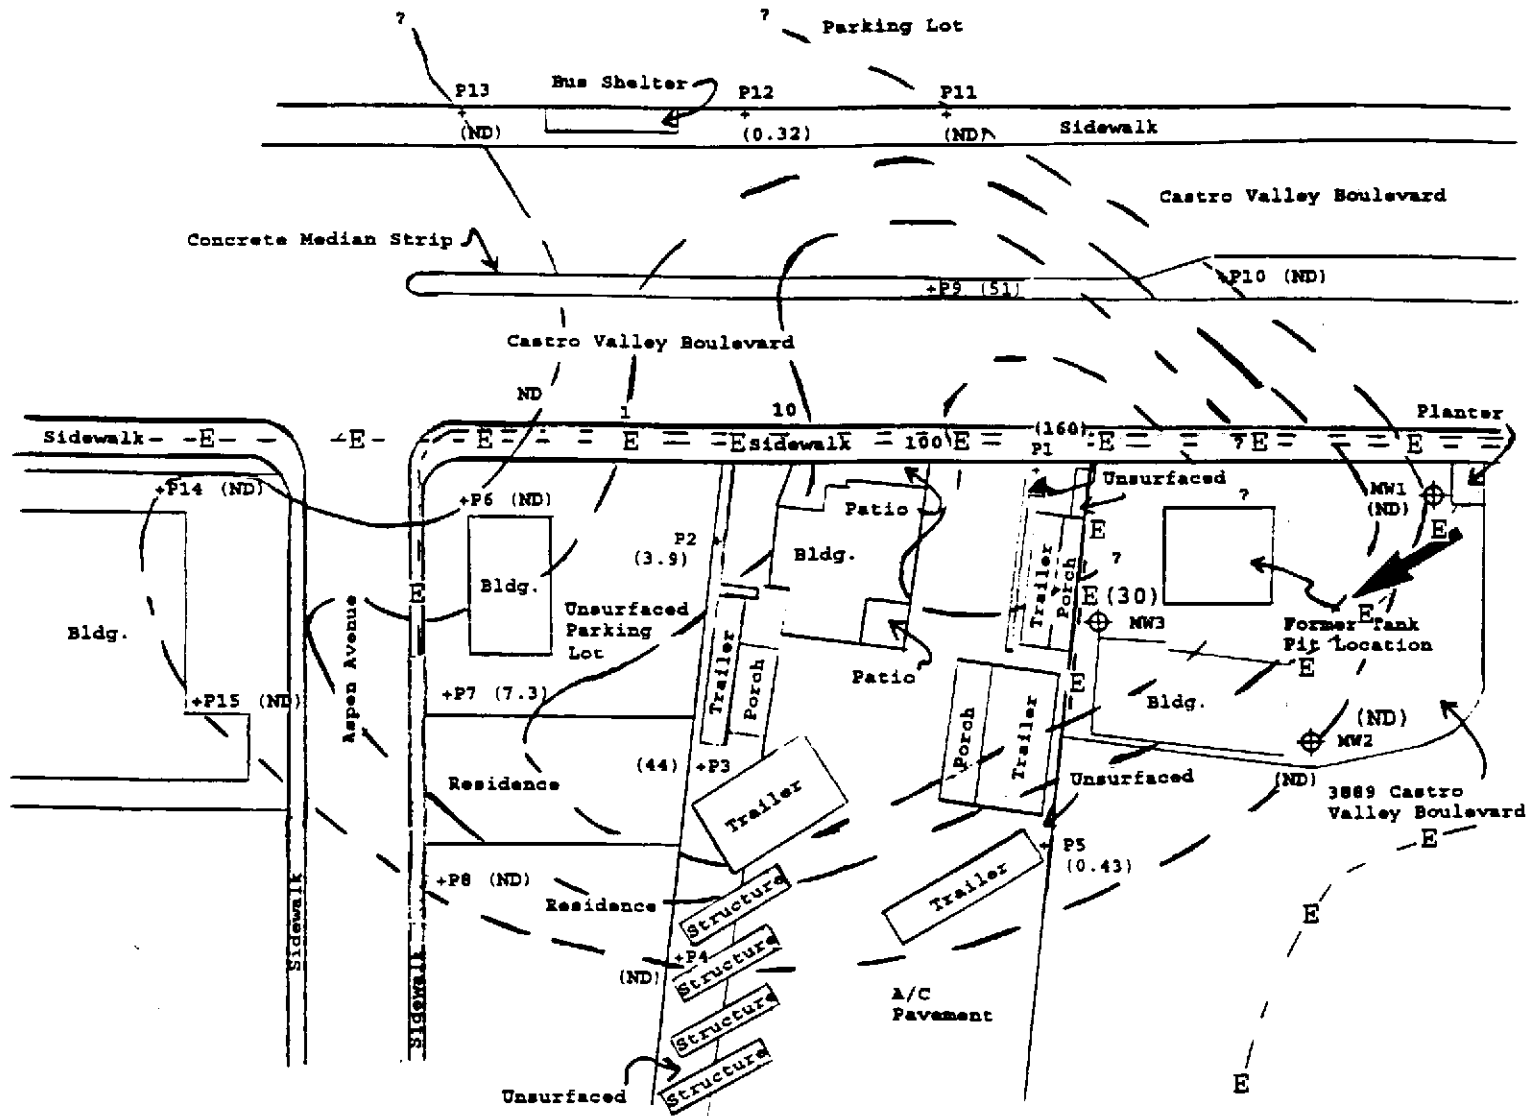 ? ? Parking Lot
P13 Bus Shelter P12 P11
(ND) (0.32) (ND) Sidewalk
Castro Valley Boulevard
Concrete Median Strip
+P9 (51) +P10 (ND)
Castro Valley Boulevard
ND 1 10 Planter
Sidewalk E E E E E Sidewalk 100 E (160) E ? E E
P1
Unsurfaced
+P14 (ND) +P6 (ND) ? MW1
(ND)
Patio E E
P2
(3.9) Bldg.
Bldg. ?
Trailer
Porch
E Unsurfaced
Parking
Lot
E (30) E
MW3 Former Tank
Pit Location
Bldg.
Aspen Avenue
Trailer
Porch
Patio E
E
+P15 (ND) +P7 (7.3) Bldg. (ND)
MW2
Porch
Trailer
(44) +P3 Unsurfaced (ND)
Residence 3889 Castro
Valley Boulevard
Trailer
E
P5
(0.43)
+P8 (ND) Trailer
Residence Structure E
+P4
(ND) Structure
Sidewalk Sidewalk
A/C
Pavement
Structure
Unsurfaced Structure E